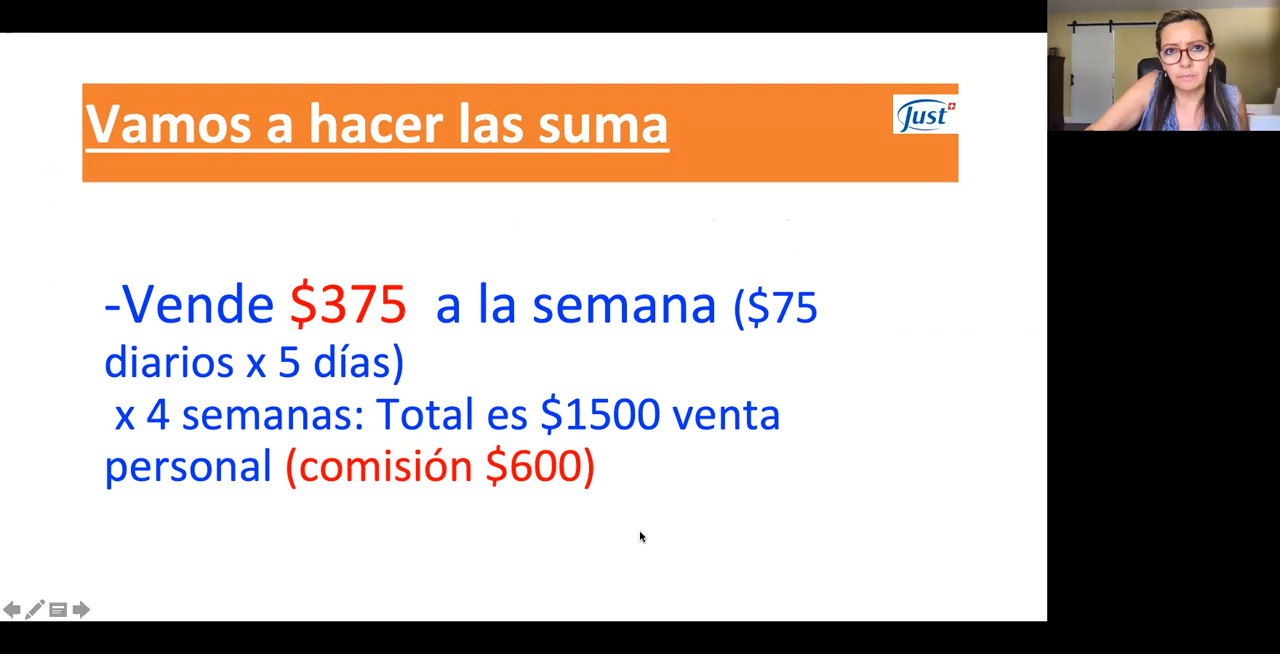 Vamos a hacer las suma
Just
-Vende $375 a la semana ($75
diarios x 5 días)
x 4 semanas: Total es $1500 venta
personal (comisión $600)